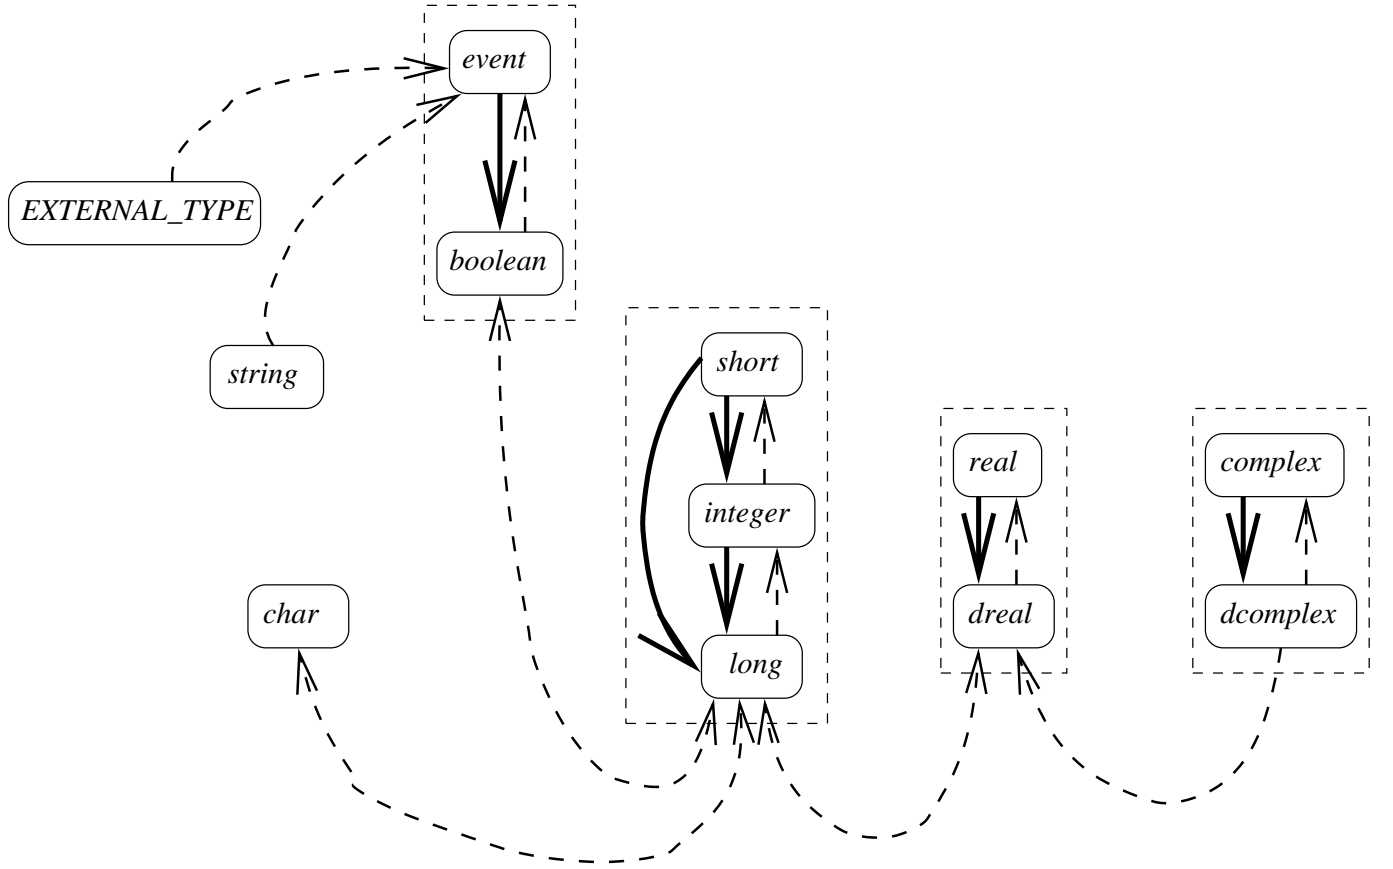 event
EXTERNAL_TYPE
boolean
string
short
real
complex
integer
char
dreal
dcomplex
long